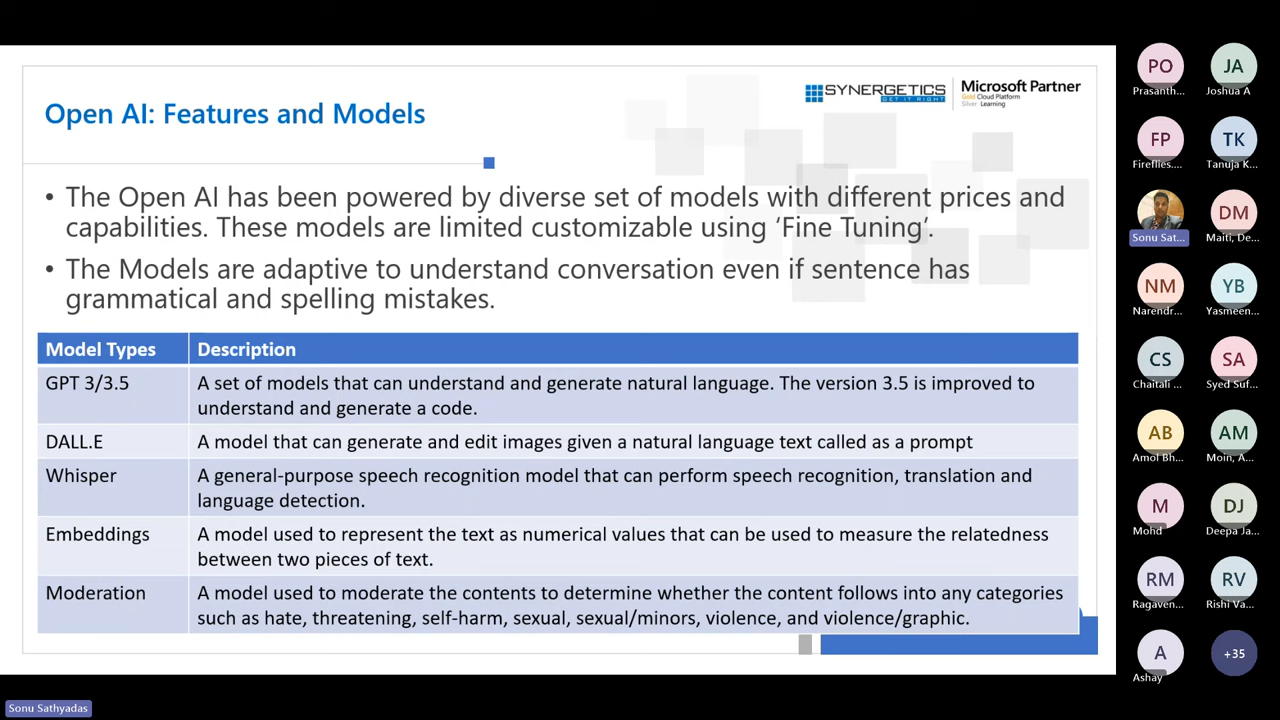 SYNERGETICS
GET IT RIGHT
Microsoft Partner
Gold Cloud Platform
Silver Learning
Open AI: Features and Models
• The Open AI has been powered by diverse set of models with different prices and
capabilities. These models are limited customizable using ‘Fine Tuning’.
• The Models are adaptive to understand conversation even if sentence has
grammatical and spelling mistakes.
Model Types Description
GPT 3/3.5 A set of models that can understand and generate natural language. The version 3.5 is improved to
understand and generate a code.
DALL.E A model that can generate and edit images given a natural language text called as a prompt
Whisper A general-purpose speech recognition model that can perform speech recognition, translation and
language detection.
Embeddings A model used to represent the text as numerical values that can be used to measure the relatedness
between two pieces of text.
Moderation A model used to moderate the contents to determine whether the content follows into any categories
such as hate, threatening, self-harm, sexual, sexual/minors, violence, and violence/graphic.
PO JA
Prasanth... Joshua A
FP TK
Fireflies.... Tanuja K...
DM
Sonu Sat... Maiti, De...
NM YB
Narendr... Yasmeen...
CS SA
Chaitali ... Syed Suf...
AB AM
Amol Bh... Moin, A...
M DJ
Mohd Deepa Ja...
RM RV
Ragaven... Rishi Va...
A +35
Ashay
Sonu Sathyadas